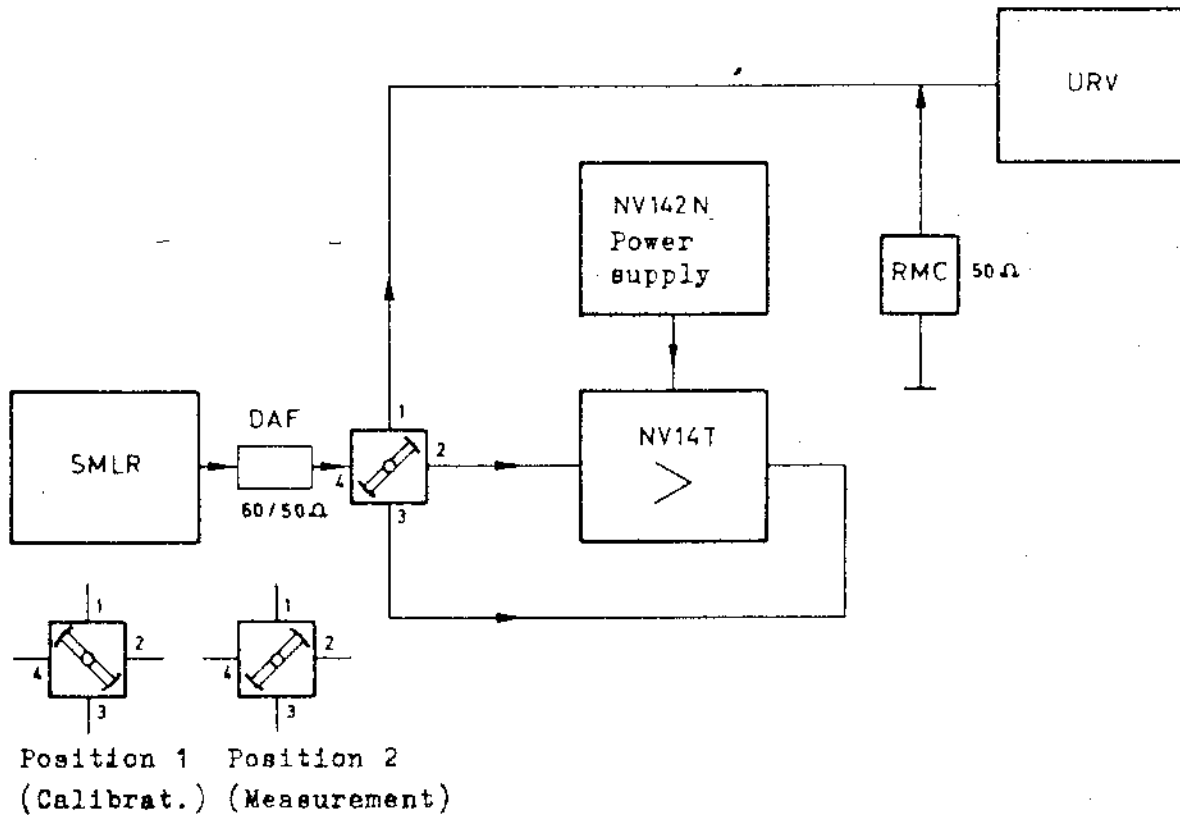 URV
NV142N
Power
supply
RMC
50Ω
DAF
1
NV14T
SMLR
2
4
60/50Ω
3
1
1
2
2
4
4
3
3
Position 1
Position 2
(Calibrat.)
(Measurement)